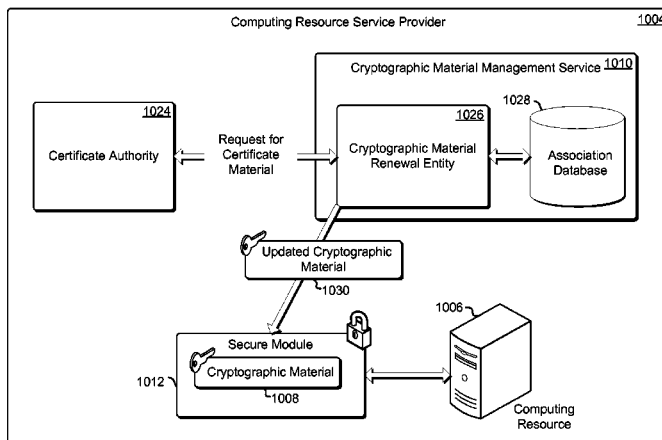 Computing Resource Service Provider
1004
Cryptographic Material Management Service
1010
1024
Certificate Authority
Request for
Certificate
Material
1026
Cryptographic Material
Renewal Entity
1028
Association
Database
Updated Cryptographic
Material
1030
Secure Module
Cryptographic Material
1008
1012
1006
Computing
Resource